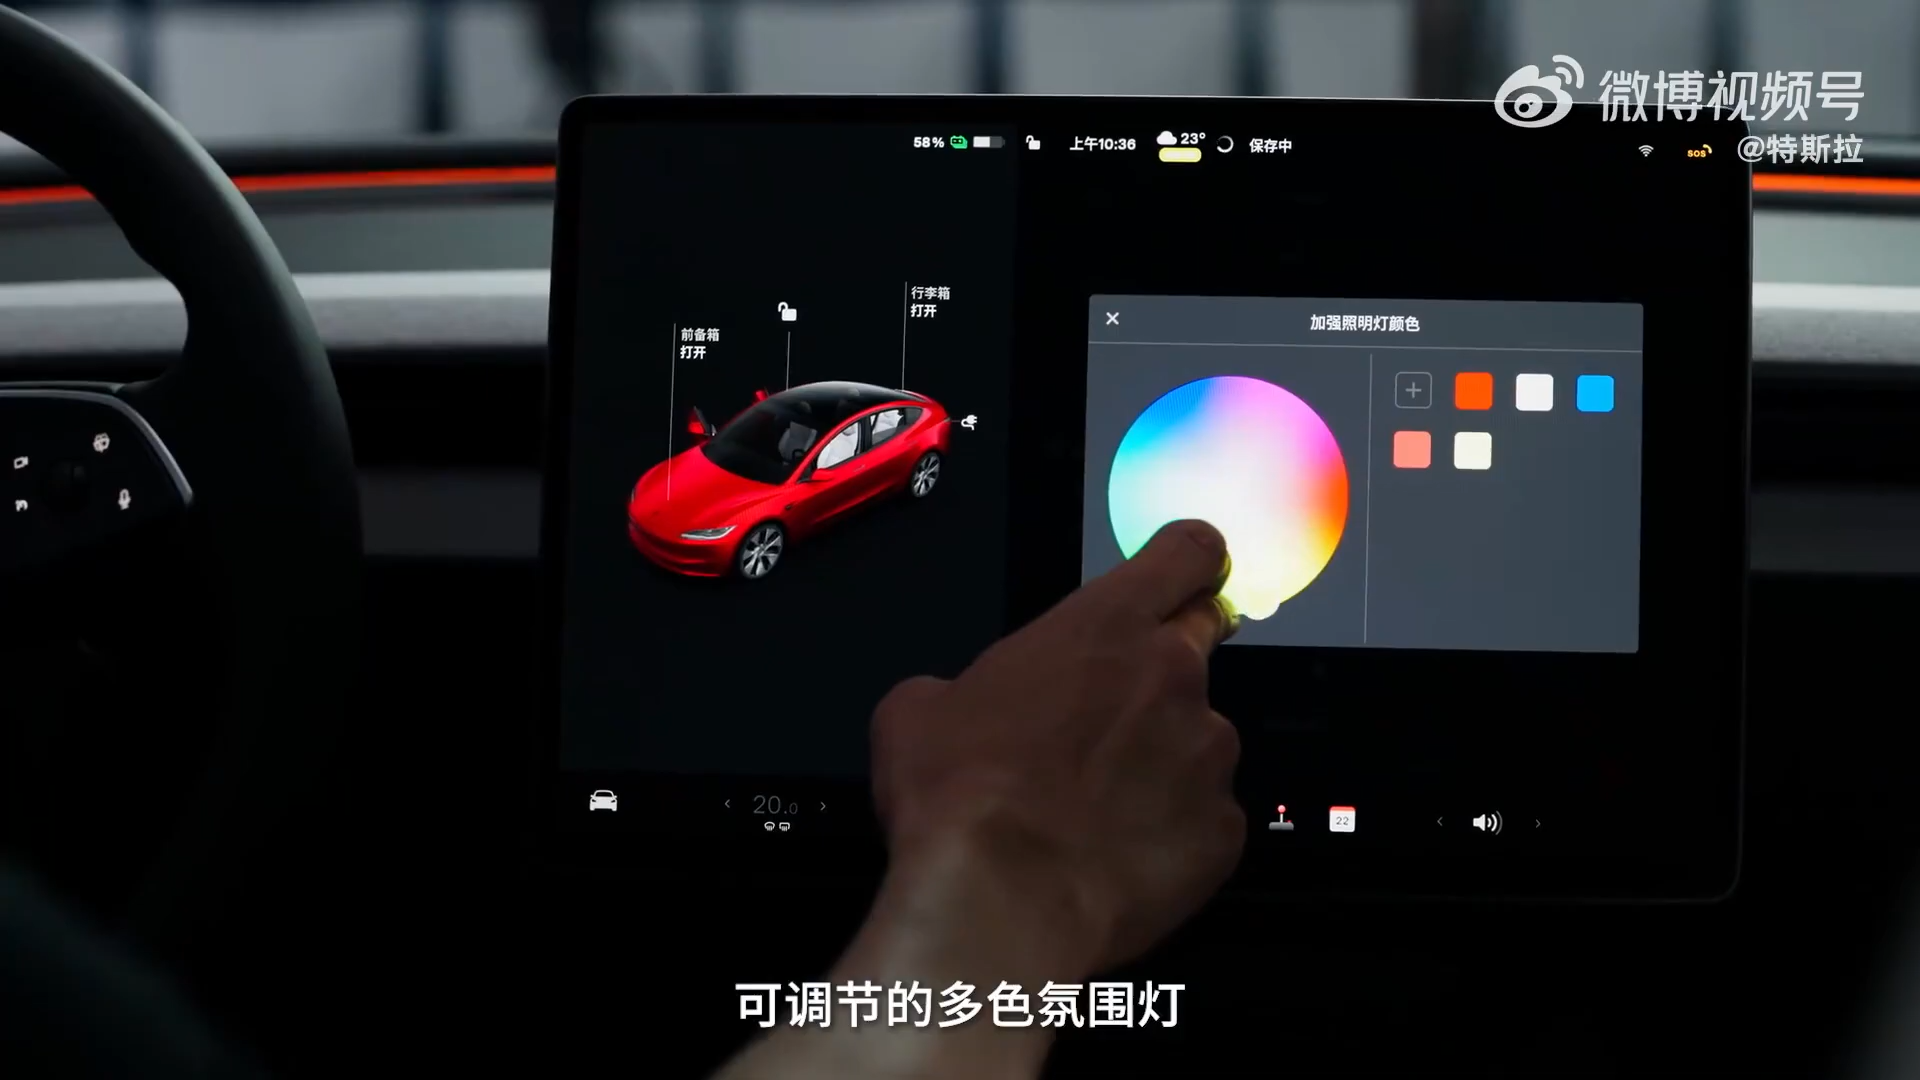 微博视频号
@特斯拉
58%
上午10:36
23°
保存中
SOS
行李箱
打开
前备箱
打开
加强照明灯颜色
20.0
22
可调节的多色氛围灯